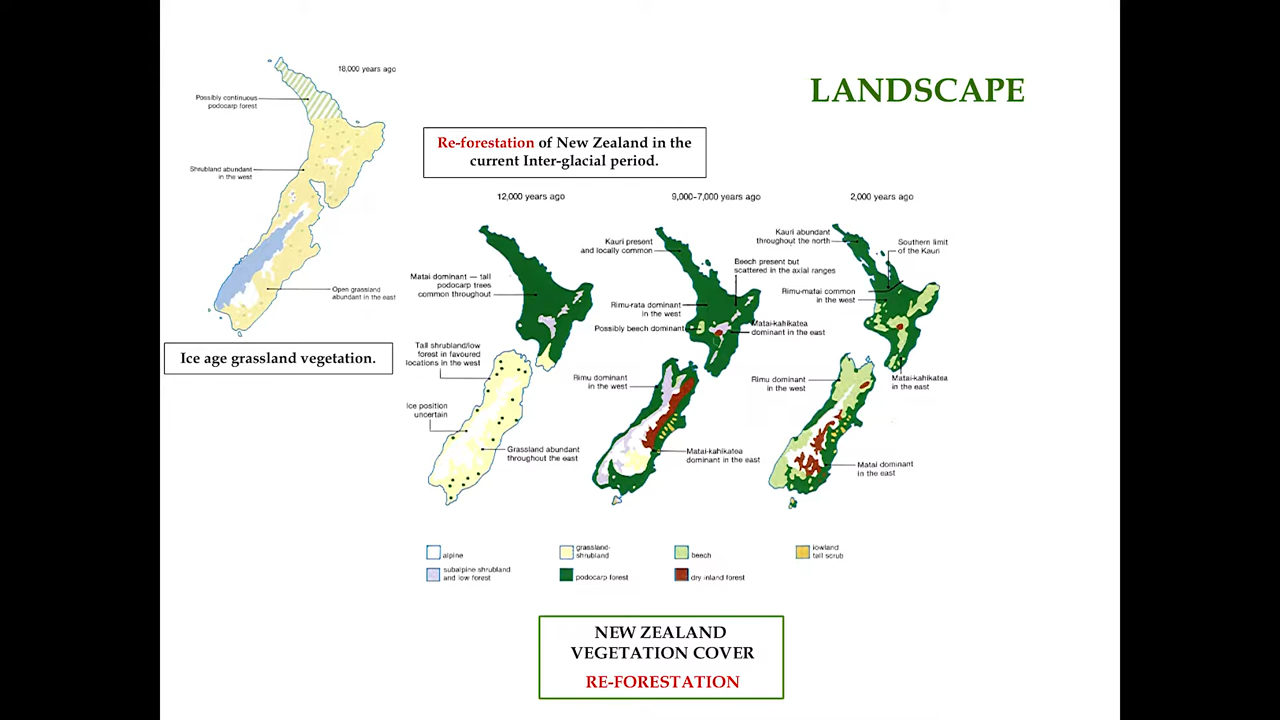 LANDSCAPE
18,000 years ago
Possibly continuous
podocarp forest
Shrubland abundant
in the west
Open grassland
abundant in the east
Ice age grassland vegetation.
Re-forestation of New Zealand in the
current Inter-glacial period.
12,000 years ago
Matai dominant — tall
podocarp trees
common throughout
Tall shrubland/low
forest in favoured
locations in the west
Ice position
uncertain
Grassland abundant
throughout the east
9,000-7,000 years ago
Kauri present
and locally common
Beech present but
scattered in the axial ranges
Rimu-rata dominant
in the west
Possibly beech dominant
Matai-kahikatea
dominant in the east
Rimu dominant
in the west
Matai-kahikatea
dominant in the east
2,000 years ago
Kauri abundant
throughout the north
Southern limit
of the Kauri
Rimu-matai common
in the west
Matai-kahikatea
in the east
Rimu dominant
in the west
Matai dominant
in the east
alpine
grassland-
shrubland
beech
lowland
tall scrub
subalpine shrubland
and low forest
podocarp forest
dry inland forest
NEW ZEALAND
VEGETATION COVER
RE-FORESTATION